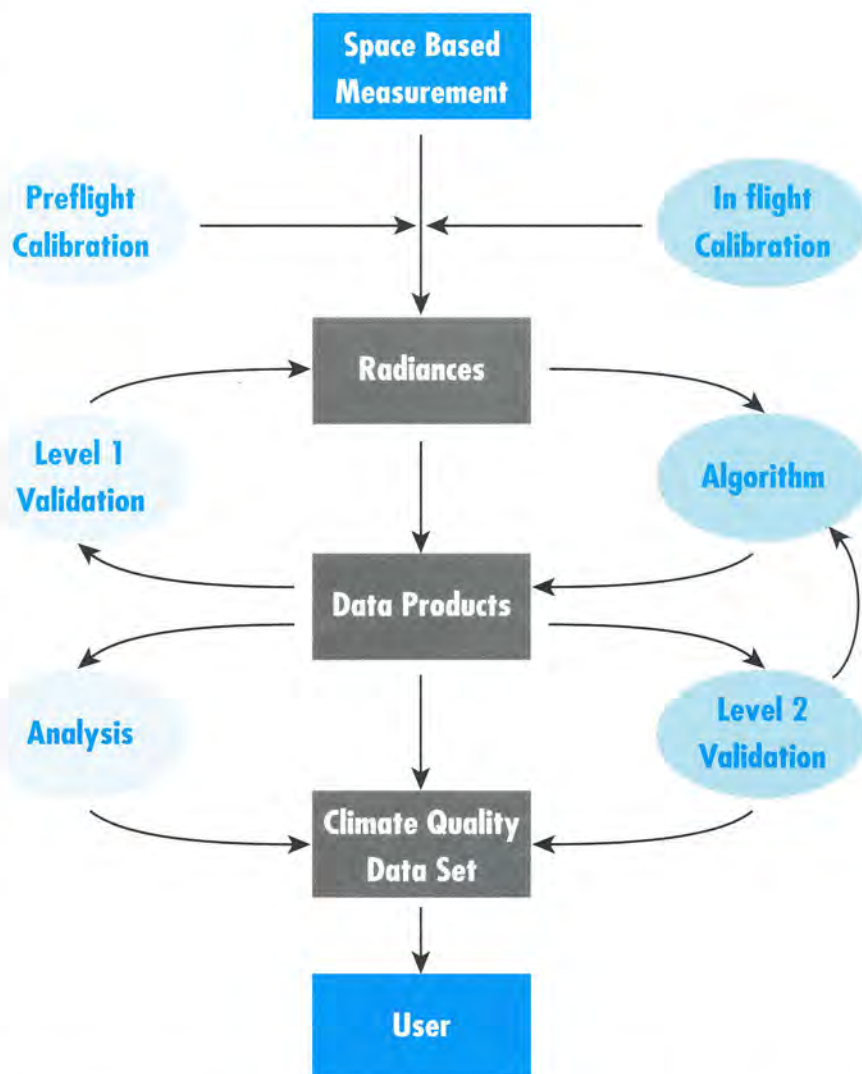 Space Based
Measurement
Preflight
Calibration
In flight
Calibration
Radiances
Level 1
Validation
Algorithm
Data Products
Analysis
Level 2
Validation
Climate Quality
Data Set
User